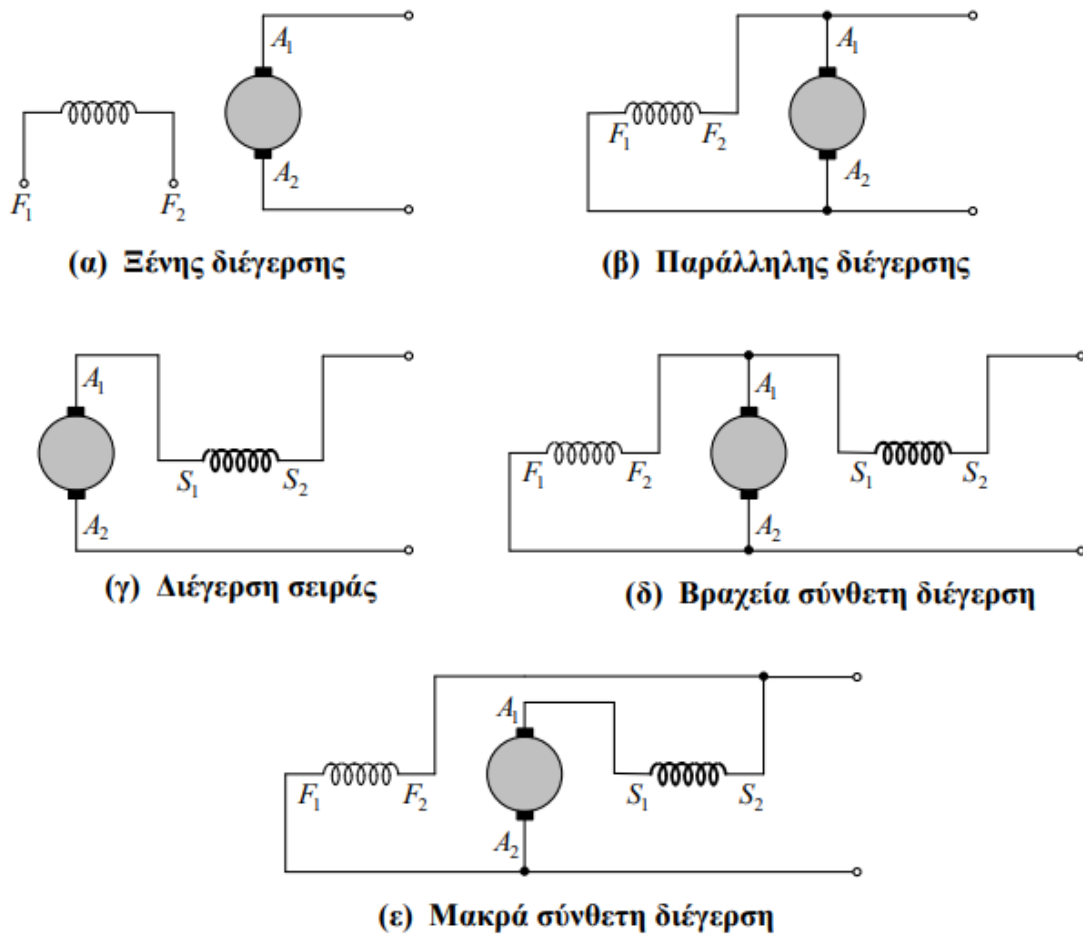 A₁
F₁
F₂
A₂
(α) Ξένης διέγερσης
A₁
F₁
F₂
A₂
(β) Παράλληλης διέγερσης
A₁
S₁
S₂
A₂
(γ) Διέγερση σειράς
A₁
F₁
F₂
S₁
S₂
A₂
(δ) Βραχεία σύνθετη διέγερση
A₁
F₁
F₂
S₁
S₂
A₂
(ε) Μακρά σύνθετη διέγερση